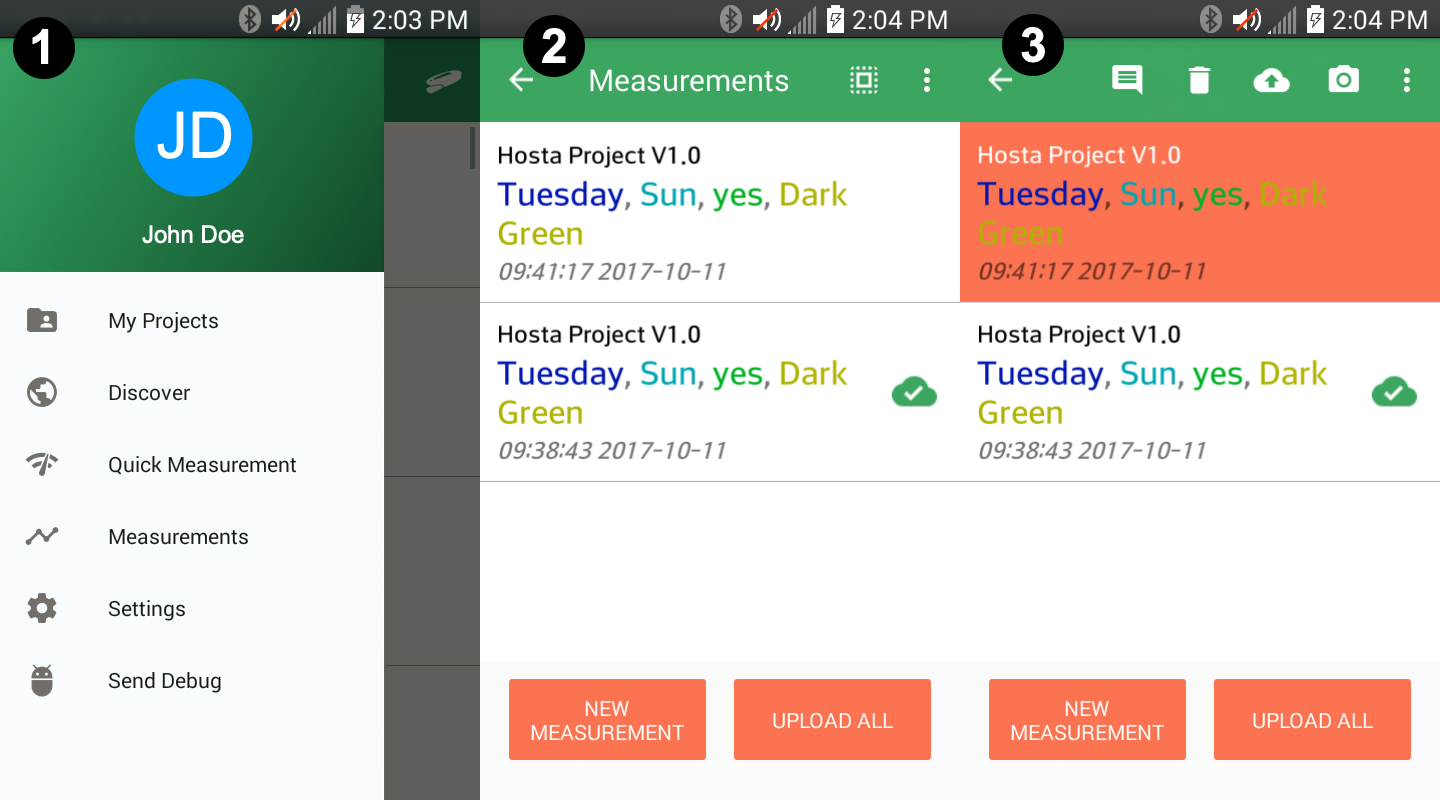 1
2:03 PM
JD
John Doe
My Projects
Discover
Quick Measurement
Measurements
Settings
Send Debug
2
2:04 PM
Measurements
Hosta Project V1.0
Tuesday, Sun, yes, Dark
Green
09:41:17 2017-10-11
Hosta Project V1.0
Tuesday, Sun, yes, Dark
Green
09:38:43 2017-10-11
NEW
MEASUREMENT
UPLOAD ALL
3
2:04 PM
Hosta Project V1.0
Tuesday, Sun, yes, Dark
Green
09:41:17 2017-10-11
Hosta Project V1.0
Tuesday, Sun, yes, Dark
Green
09:38:43 2017-10-11
NEW
MEASUREMENT
UPLOAD ALL